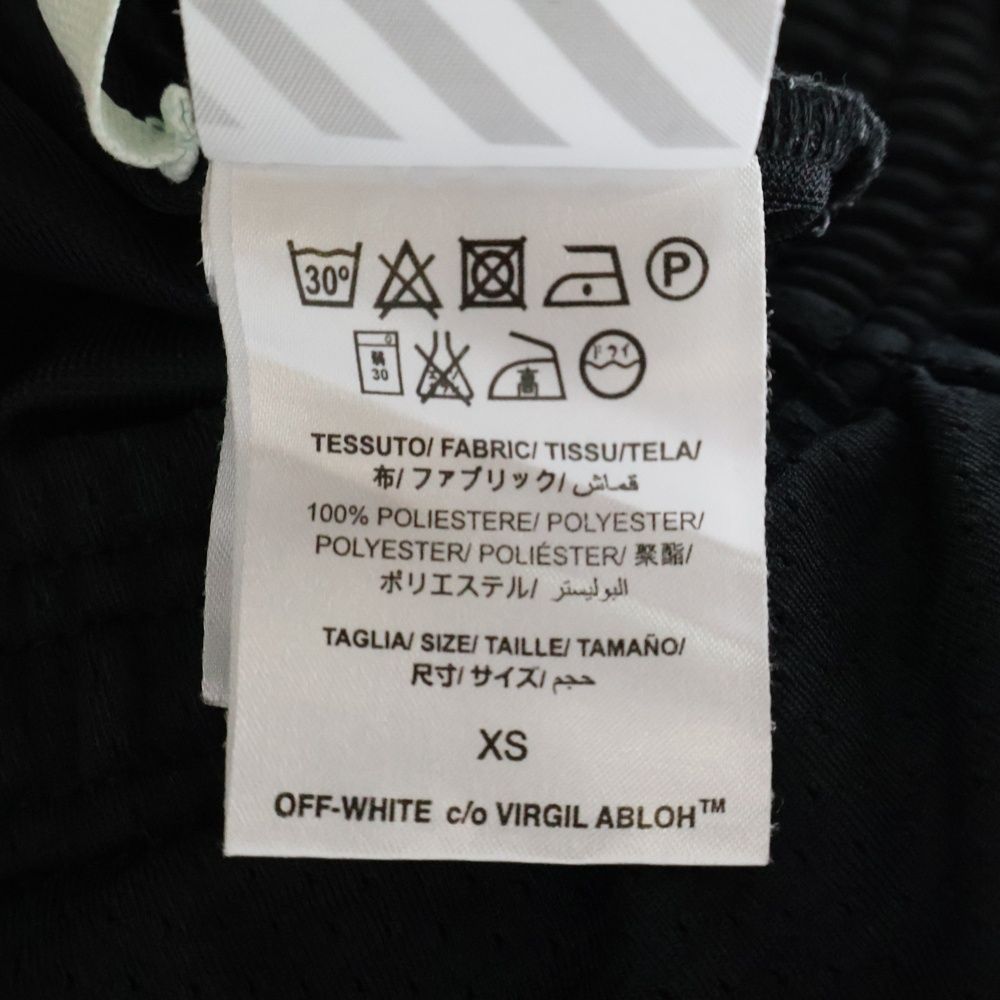 30°
P
弱 30
高
ドライ
TESSUTO/ FABRIC/ TISSU/TELA/
布/ ファブリック/ قماش
100% POLIESTERE/ POLYESTER/
POLYESTER/ POLIÉSTER/ 聚酯/
ポリエステル/ البوليستر
TAGLIA/ SIZE/ TAILLE/ TAMAÑO/
尺寸/ サイズ/ حجم
XS
OFF-WHITE c/o VIRGIL ABLOH™